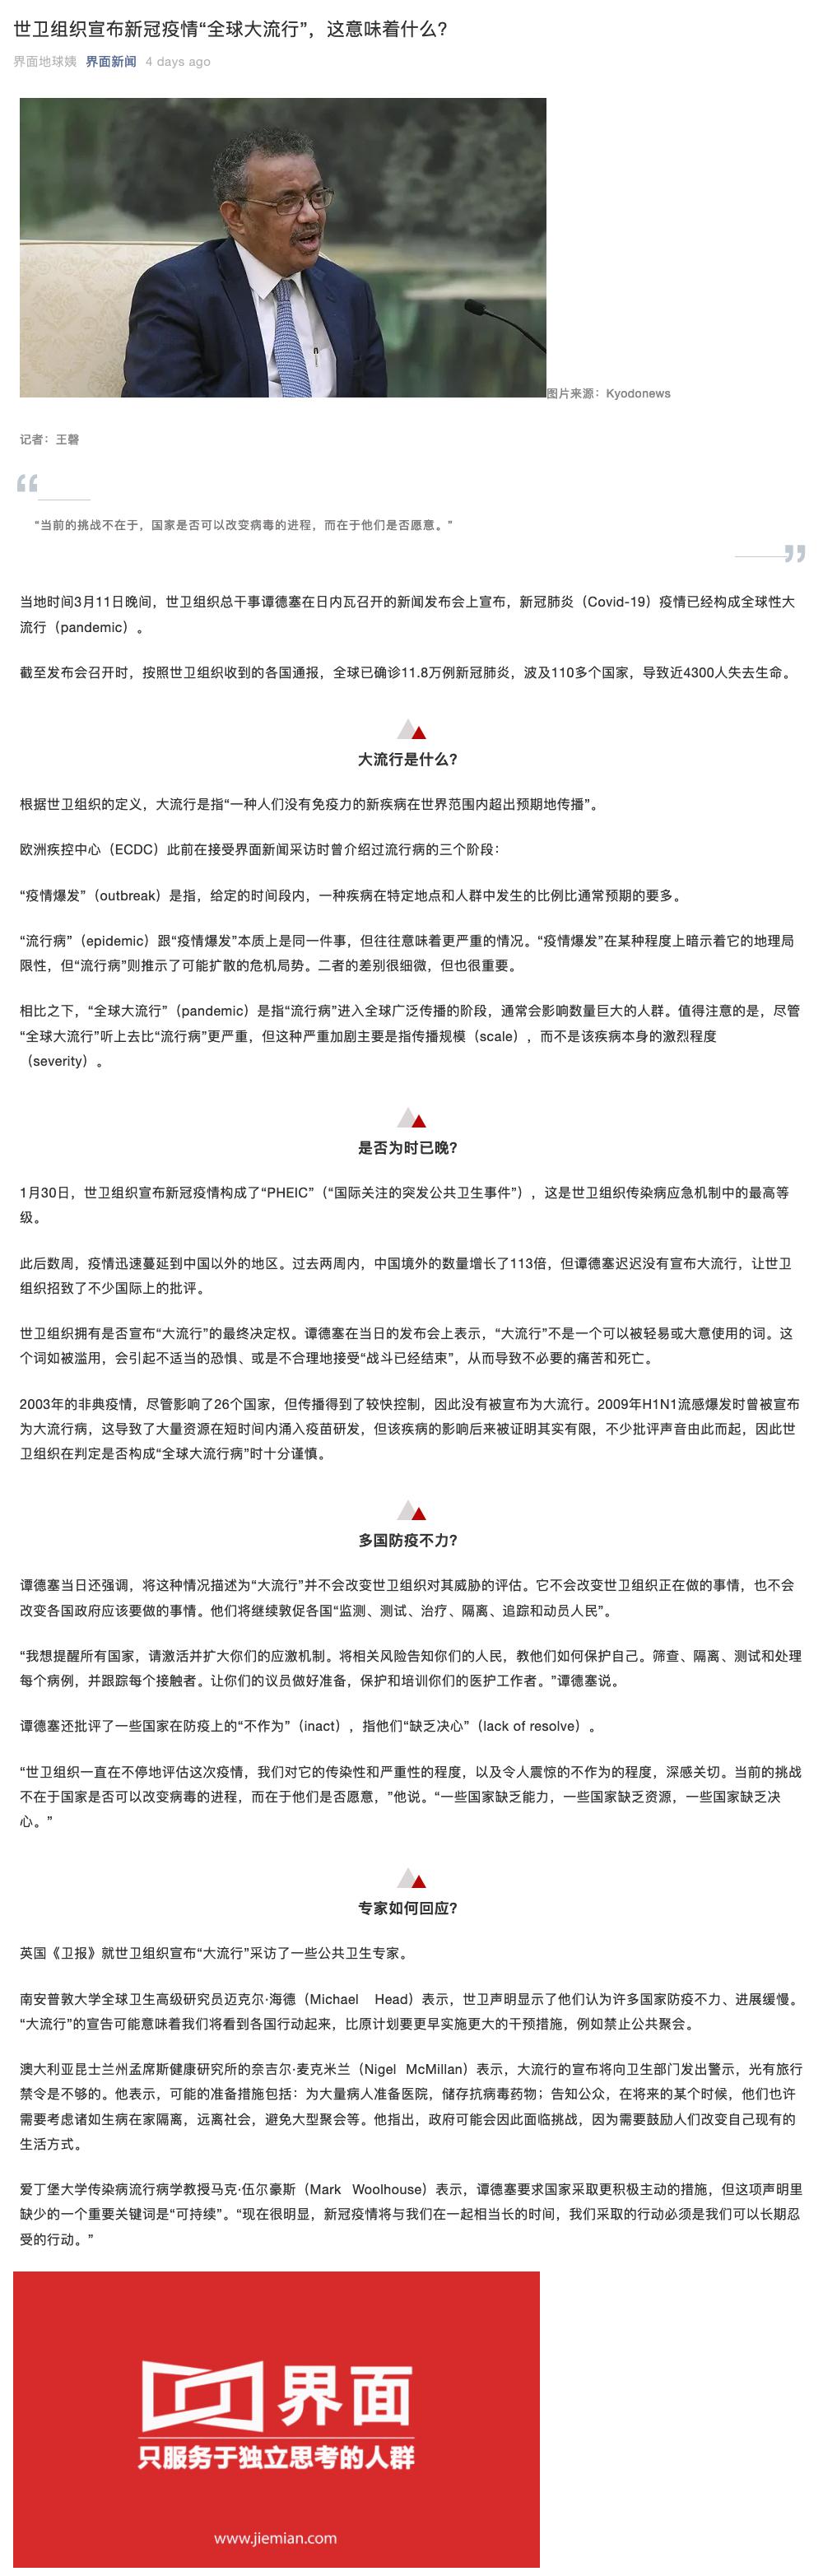 世卫组织宣布新冠疫情“全球大流行”，这意味着什么？
界面地球姨 界面新闻 4 days ago
图片来源：Kyodonews
记者：王磬
“当前的挑战不在于，国家是否可以改变病毒的进程，而在于他们是否愿意。”
当地时间3月11日晚间，世卫组织总干事谭德塞在日内瓦召开的新闻发布会上宣布，新冠肺炎（Covid-19）疫情已经构成全球性大
流行（pandemic）。
截至发布会召开时，按照世卫组织收到的各国通报，全球已确诊11.8万例新冠肺炎，波及110多个国家，导致近4300人失去生命。
大流行是什么？
根据世卫组织的定义，大流行是指“一种人们没有免疫力的新疾病在世界范围内超出预期地传播”。
欧洲疾控中心（ECDC）此前在接受界面新闻采访时曾介绍过流行病的三个阶段：
“疫情爆发”（outbreak）是指，给定的时间段内，一种疾病在特定地点和人群中发生的比例比通常预期的要多。
“流行病”（epidemic）跟“疫情爆发”本质上是同一件事，但往往意味着更严重的情况。“疫情爆发”在某种程度上暗示着它的地理局
限性，但“流行病”则推示了可能扩散的危机局势。二者的差别很细微，但也很重要。
相比之下，“全球大流行”（pandemic）是指“流行病”进入全球广泛传播的阶段，通常会影响数量巨大的人群。值得注意的是，尽管
“全球大流行”听上去比“流行病”更严重，但这种严重加剧主要是指传播规模（scale），而不是该疾病本身的激烈程度
（severity）。
是否为时已晚？
1月30日，世卫组织宣布新冠疫情构成了“PHEIC”（“国际关注的突发公共卫生事件”），这是世卫组织传染病应急机制中的最高等
级。
此后数周，疫情迅速蔓延到中国以外的地区。过去两周内，中国境外的数量增长了113倍，但谭德塞迟迟没有宣布大流行，让世卫
组织招致了不少国际上的批评。
世卫组织拥有是否宣布“大流行”的最终决定权。谭德塞在当日的发布会上表示，“大流行”不是一个可以被轻易或大意使用的词。这
个词如被滥用，会引起不适当的恐惧、或是不合理地接受“战斗已经结束”，从而导致不必要的痛苦和死亡。
2003年的非典疫情，尽管影响了26个国家，但传播得到了较快控制，因此没有被宣布为大流行。2009年H1N1流感爆发时曾被宣布
为大流行病，这导致了大量资源在短时间内涌入疫苗研发，但该疾病的影响后来被证明其实有限，不少批评声音由此而起，因此世
卫组织在判定是否构成“全球大流行病”时十分谨慎。
多国防疫不力？
谭德塞当日还强调，将这种情况描述为“大流行”并不会改变世卫组织对其威胁的评估。它不会改变世卫组织正在做的事情，也不会
改变各国政府应该要做的事情。他们将继续敦促各国“监测、测试、治疗、隔离、追踪和动员人民”。
“我想提醒所有国家，请激活并扩大你们的应激机制。将相关风险告知你们的人民，教他们如何保护自己。筛查、隔离、测试和处理
每个病例，并跟踪每个接触者。让你们的议员做好准备，保护和培训你们的医护工作者。”谭德塞说。
谭德塞还批评了一些国家在防疫上的“不作为”（inact），指他们“缺乏决心”（lack of resolve）。
“世卫组织一直在不停地评估这次疫情，我们对它的传染性和严重性的程度，以及令人震惊的不作为的程度，深感关切。当前的挑战
不在于国家是否可以改变病毒的进程，而在于他们是否愿意，”他说。“一些国家缺乏能力，一些国家缺乏资源，一些国家缺乏决
心。”
专家如何回应？
英国《卫报》就世卫组织宣布“大流行”采访了一些公共卫生专家。
南安普敦大学全球卫生高级研究员迈克尔·海德（Michael Head）表示，世卫声明显示了他们认为许多国家防疫不力、进展缓慢。
“大流行”的宣告可能意味着我们将看到各国行动起来，比原计划要更早实施更大的干预措施，例如禁止公共聚会。
澳大利亚昆士兰州孟席斯健康研究所的奈吉尔·麦克米兰（Nigel McMillan）表示，大流行的宣布将向卫生部门发出警示，光有旅行
禁令是不够的。他表示，可能的准备措施包括：为大量病人准备医院，储存抗病毒药物；告知公众，在将来的某个时候，他们也许
需要考虑诸如生病在家隔离，远离社会，避免大型聚会等。他指出，政府可能会因此面临挑战，因为需要鼓励人们改变自己现有的
生活方式。
爱丁堡大学传染病流行病学教授马克·伍尔豪斯（Mark Woolhouse）表示，谭德塞要求国家采取更积极主动的措施，但这项声明里
缺少的一个重要关键词是“可持续”。“现在很明显，新冠疫情将与我们在一起相当长的时间，我们采取的行动必须是我们可以长期忍
受的行动。”
界面
只服务于独立思考的人群
www.jiemian.com